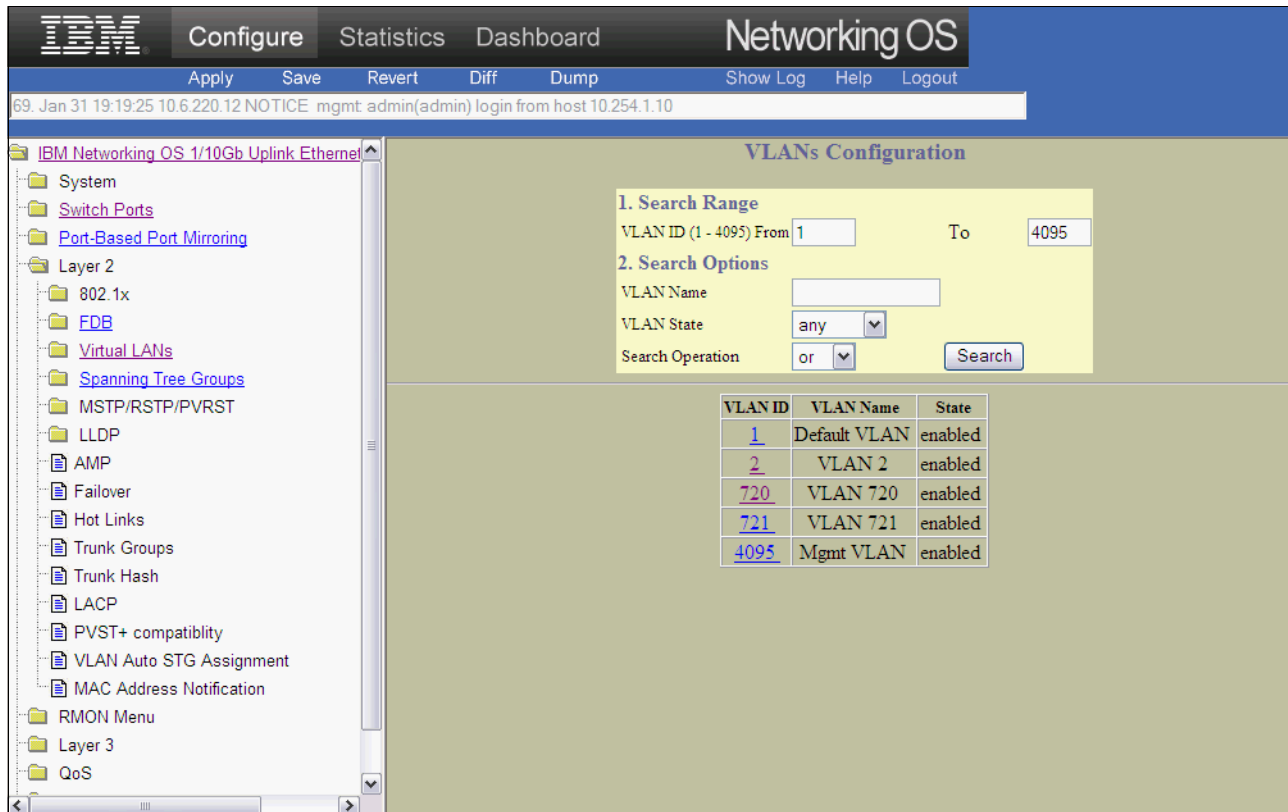 IBM Configure Statistics Dashboard Networking OS
Apply Save Revert Diff Dump Show Log Help Logout
69. Jan 31 19:19:25 10.6.220.12 NOTICE mgmt: admin(admin) login from host 10.254.1.10
IBM Networking OS 1/10Gb Uplink Ethernet
System
Switch Ports
Port-Based Port Mirroring
Layer 2
802.1x
FDB
Virtual LANs
Spanning Tree Groups
MSTP/RSTP/PVRST
LLDP
AMP
Failover
Hot Links
Trunk Groups
Trunk Hash
LACP
PVST+ compatiblity
VLAN Auto STG Assignment
MAC Address Notification
RMON Menu
Layer 3
QoS
VLANs Configuration
1. Search Range
VLAN ID (1 - 4095) From 1 To 4095
2. Search Options
VLAN Name
VLAN State any
Search Operation or Search
VLAN ID VLAN Name State
1 Default VLAN enabled
2 VLAN 2 enabled
720 VLAN 720 enabled
721 VLAN 721 enabled
4095 Mgmt VLAN enabled